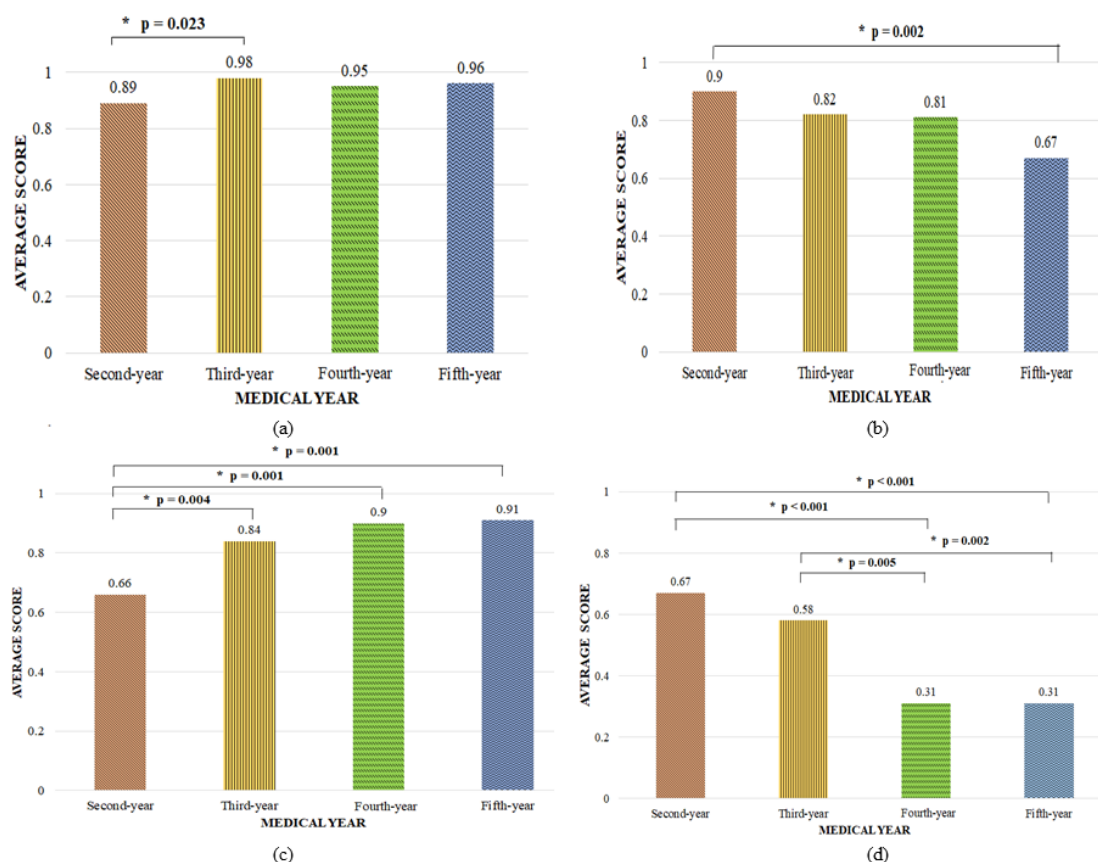 * p = 0.023
1
0.8
0.6
0.4
0.2
0
AVERAGE SCORE
0.89
0.98
0.95
0.96
Second-year
Third-year
Fourth-year
Fifth-year
MEDICAL YEAR
(a)
* p = 0.002
1
0.8
0.6
0.4
0.2
0
AVERAGE SCORE
0.9
0.82
0.81
0.67
Second-year
Third-year
Fourth-year
Fifth-year
MEDICAL YEAR
(b)
* p = 0.001
* p = 0.001
* p = 0.004
1
0.8
0.6
0.4
0.2
0
AVERAGE SCORE
0.66
0.84
0.9
0.91
Second-year
Third-year
Fourth-year
Fifth-year
MEDICAL YEAR
(c)
* p < 0.001
* p < 0.001
* p = 0.002
* p = 0.005
1
0.8
0.6
0.4
0.2
0
AVERAGE SCORE
0.67
0.58
0.31
0.31
Second-year
Third-year
Fourth-year
Fifth-year
MEDICAL YEAR
(d)